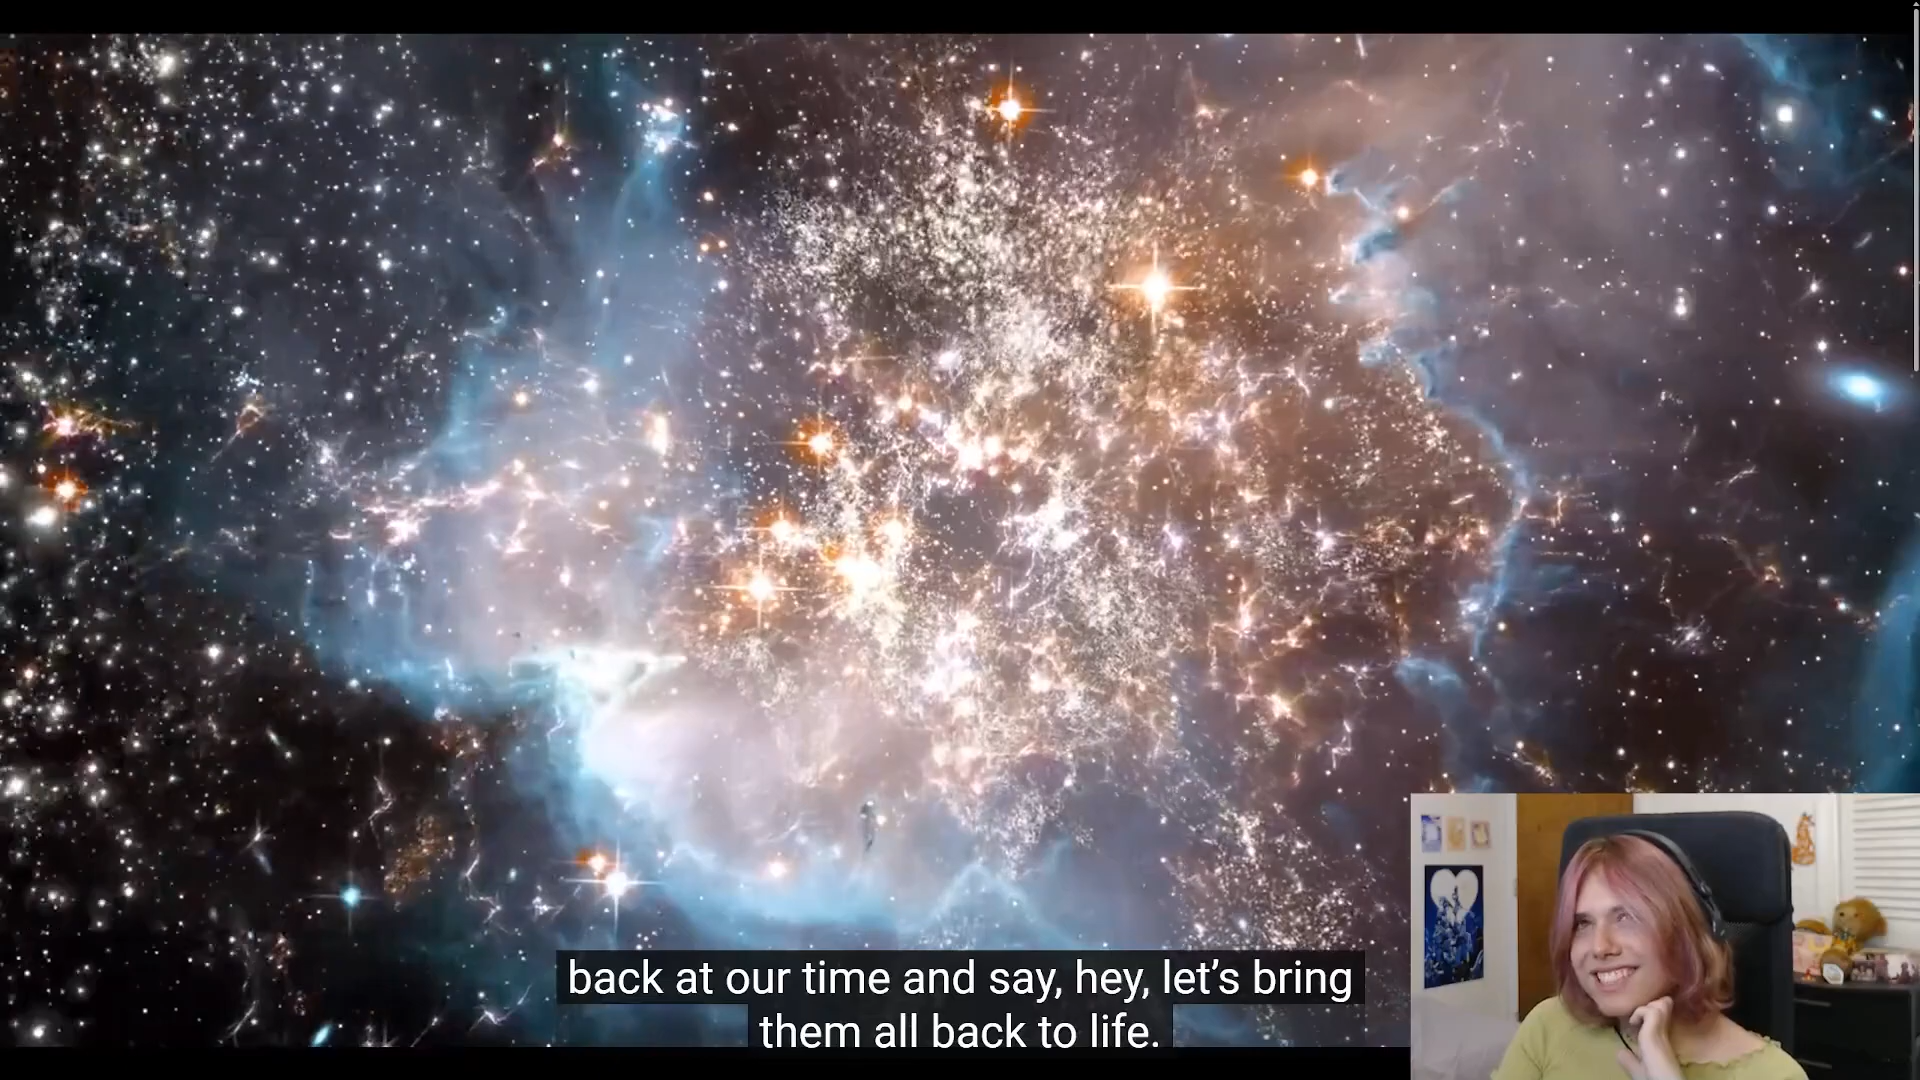 back at our time and say, hey, let’s bring
them all back to life.